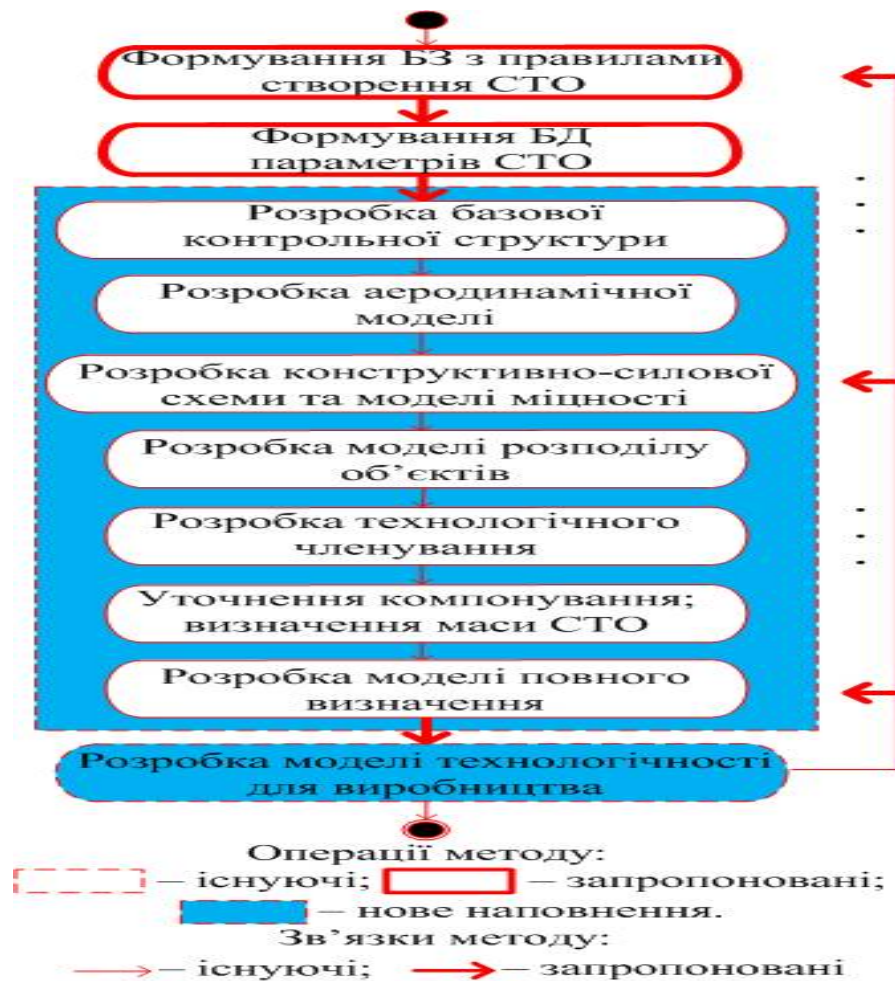 Формування БЗ з правилами
створення СТО
Формування БД
параметрів СТО
Розробка базової
контрольної структури
Розробка аеродинамічної
моделі
Розробка конструктивно-силової
схеми та моделі міцності
Розробка моделі розподілу
об’єктів
Розробка технологічного
членування
Уточнення компонування;
визначення маси СТО
Розробка моделі повного
визначення
Розробка моделі технологічності
для виробництва
Операції методу:
– існуючі; – запропоновані;
– нове наповнення.
Зв’язки методу:
– існуючі; – запропоновані